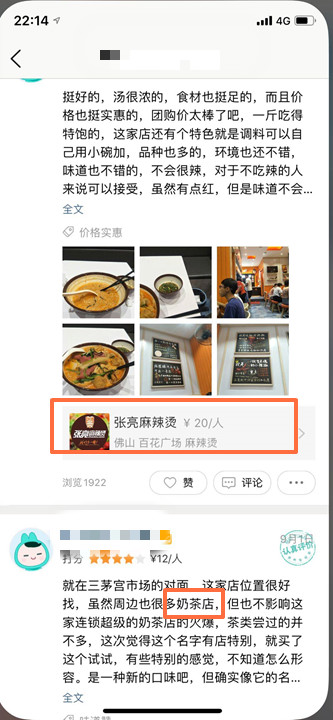 22:14
4G
挺好的，汤很浓的，食材也挺足的，而且价
格也挺实惠的，团购价太棒了吧，一斤吃得
特饱的，这家店还有个特色就是调料可以自
己用小碗加，品种也多的，环境也还不错，
味道也不错的，不会很辣，对于不吃辣的人
来说可以接受，虽然有点红，但是味道不会...
全文
价格实惠
张亮麻辣烫
张亮麻辣烫 ¥ 20/人
佛山 百花广场 麻辣烫
浏览1922 赞 评论
9月1日
认真评价
打分 ¥12/人
就在三茅宫市场的对面，这家店位置很好
找，虽然周边也很多奶茶店，但也不影响这
家连锁超级的奶茶店的火爆，茶类尝过的并
不多，这次觉得这个名字有店特别，就买了
这个试试，有些特别的感觉，不知道怎么形
容。是一种新的口味吧，但确实像它的名...
全文